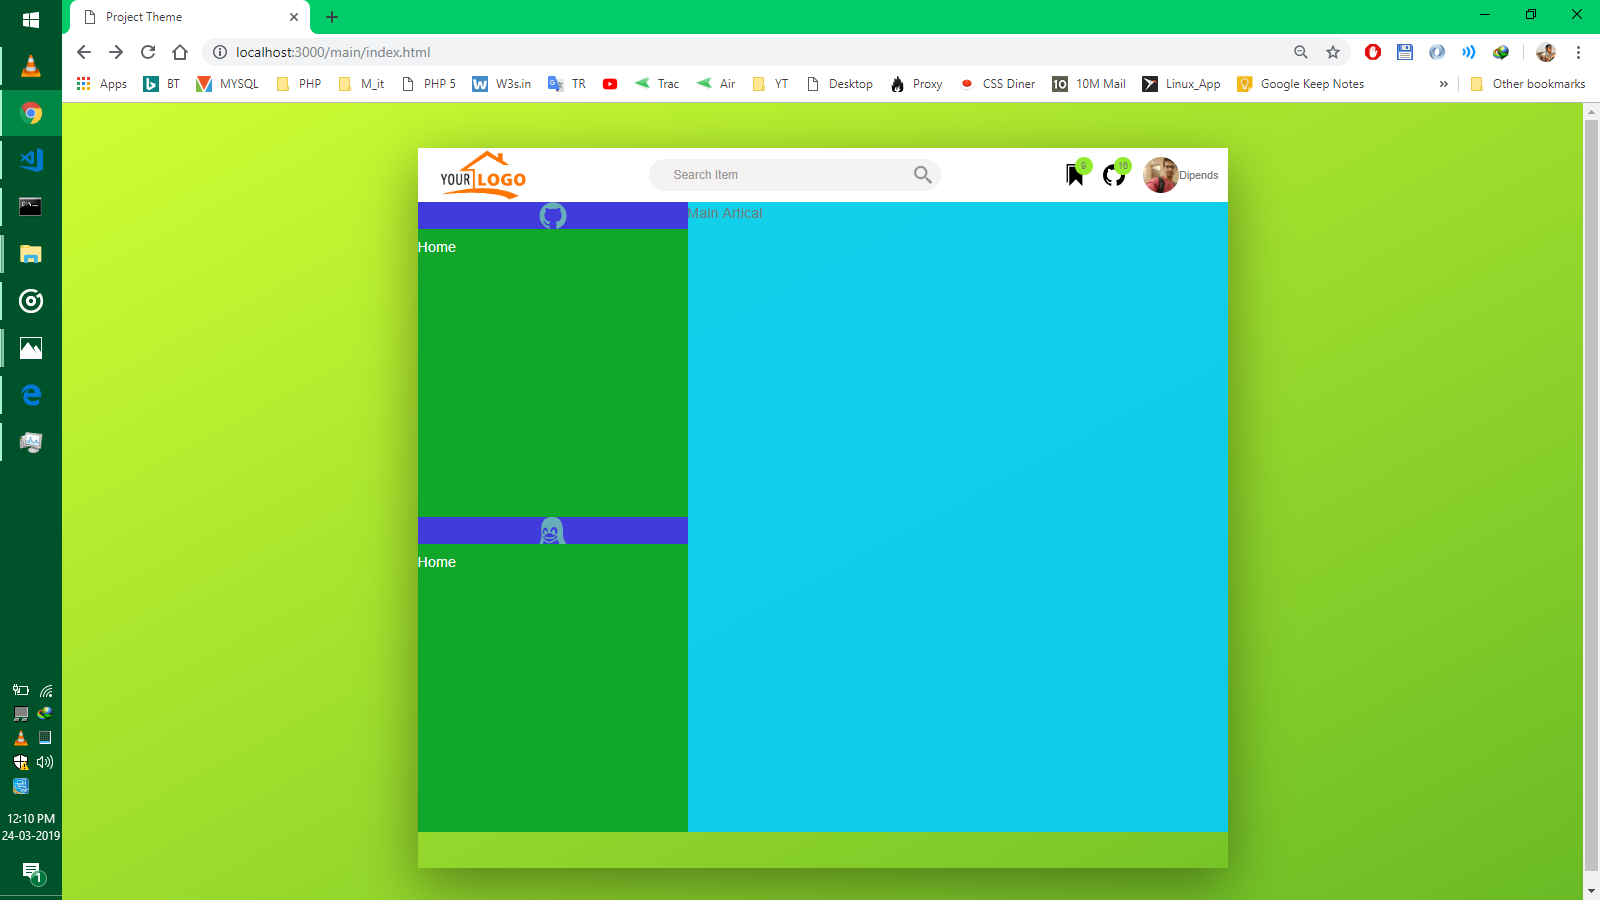 Project Theme
localhost:3000/main/index.html
Apps BT MYSQL PHP M_it PHP 5 W3s.in TR Trac Air YT Desktop Proxy CSS Diner 10 10M Mail Linux_App Google Keep Notes » Other bookmarks
YOUR LOGO Search Item 9 16 Dipends
Main Artical
Home
Home
12:10 PM
24-03-2019
1